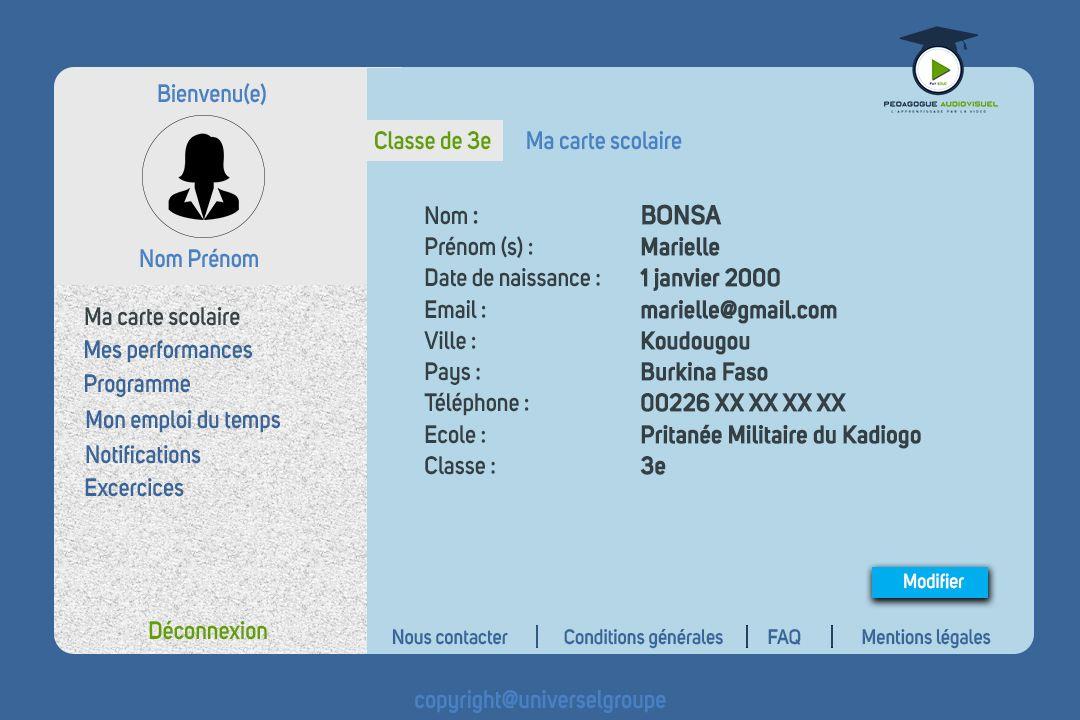 PEDAGOGUE AUDIOVISUEL
L'APPRENTISSAGE PAR LA VIDEO
Bienvenu(e)
Nom Prénom
Ma carte scolaire
Mes performances
Programme
Mon emploi du temps
Notifications
Excercices
Déconnexion
Classe de 3e Ma carte scolaire
Nom : BONSA
Prénom (s) : Marielle
Date de naissance : 1 janvier 2000
Email : marielle@gmail.com
Ville : Koudougou
Pays : Burkina Faso
Téléphone : 00226 XX XX XX XX
Ecole : Pritanée Militaire du Kadiogo
Classe : 3e
Modifier
Nous contacter | Conditions générales | FAQ | Mentions légales
copyright@universelgroupe